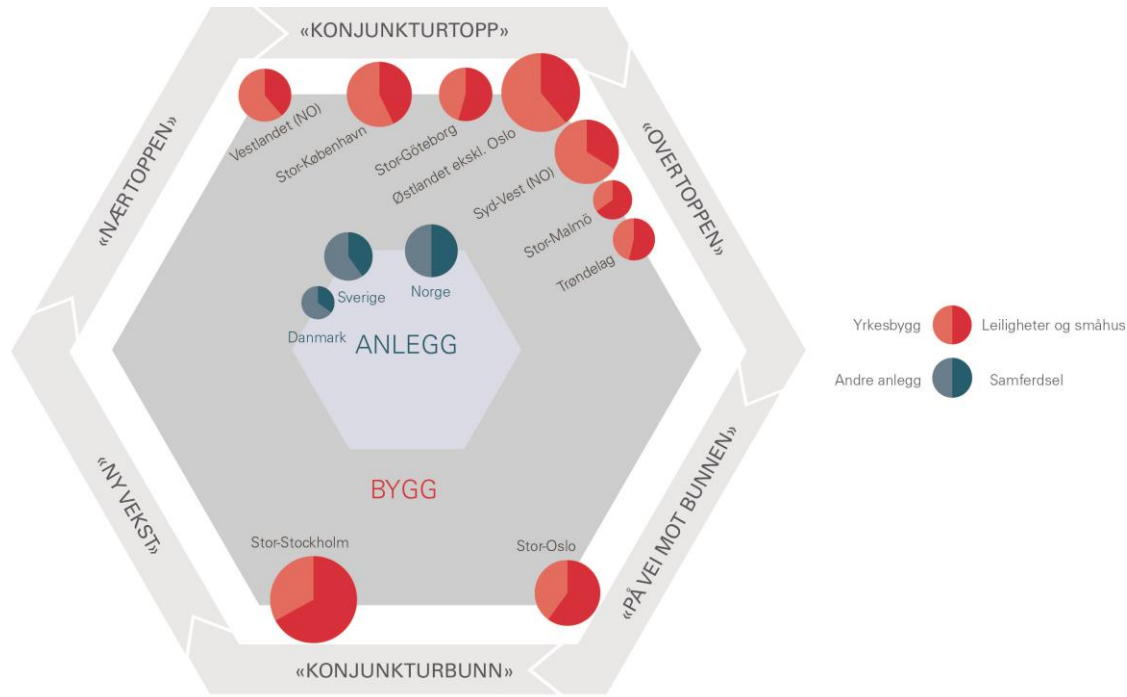 «KONJUNKTURTOPP»
«NÆRTOPPEN»
«OVERTOPPEN»
Vestlandet (NO)
Stor-København
Stor-Göteborg
Østlandet ekskl. Oslo
Syd-Vest (NO)
Stor-Malmö
Trøndelag
Sverige
Norge
Danmark
ANLEGG
Yrkesbygg
Leiligheter og småhus
Andre anlegg
Samferdsel
BYGG
«NY VEKST»
«PÅ VEI MOT BUNNEN»
Stor-Stockholm
Stor-Oslo
«KONJUNKTURBUNN»